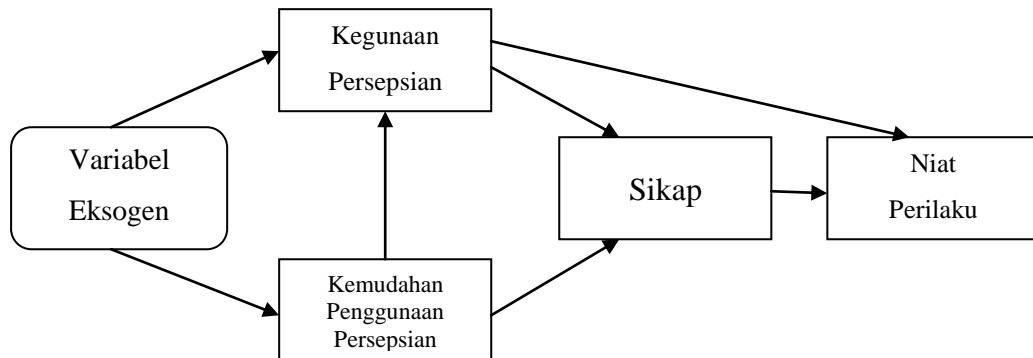 Kegunaan
Persepsian
Variabel
Eksogen
Sikap
Niat
Perilaku
Kemudahan
Penggunaan
Persepsian